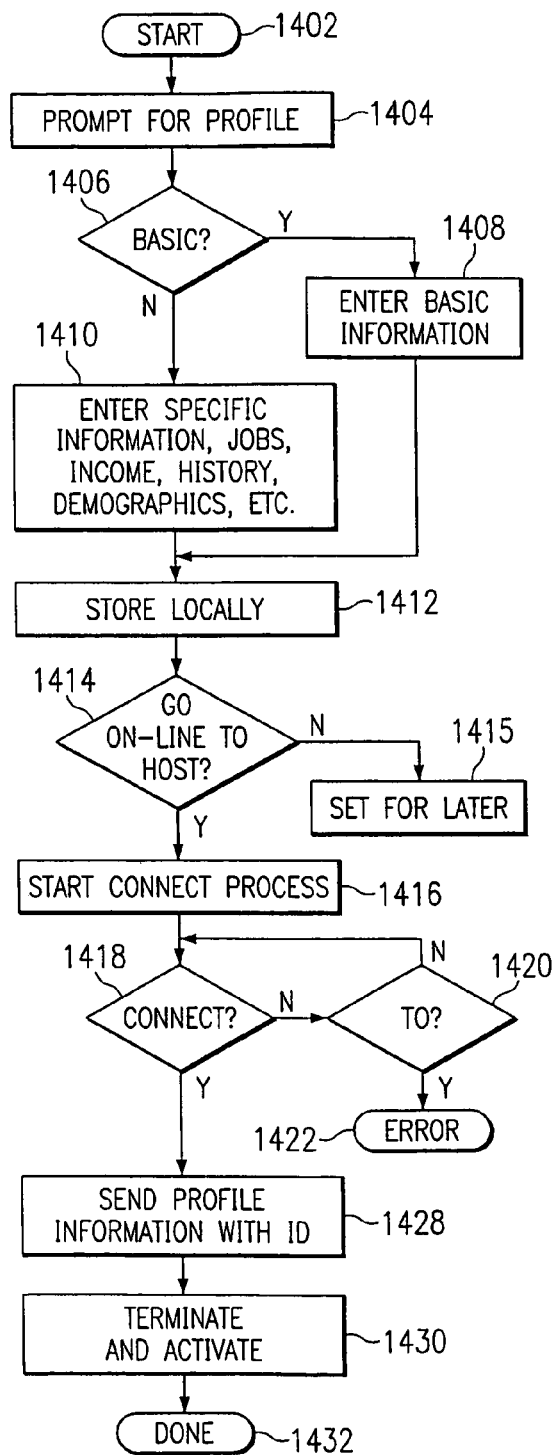 START
1402
PROMPT FOR PROFILE
1404
1406
BASIC?
Y
N
1408
ENTER BASIC
INFORMATION
1410
ENTER SPECIFIC
INFORMATION, JOBS,
INCOME, HISTORY,
DEMOGRAPHICS, ETC.
STORE LOCALLY
1412
1414
GO
ON-LINE TO
HOST?
N
Y
1415
SET FOR LATER
START CONNECT PROCESS
1416
1418
CONNECT?
N
Y
N
1420
TO?
Y
1422
ERROR
SEND PROFILE
INFORMATION WITH ID
1428
TERMINATE
AND ACTIVATE
1430
DONE
1432